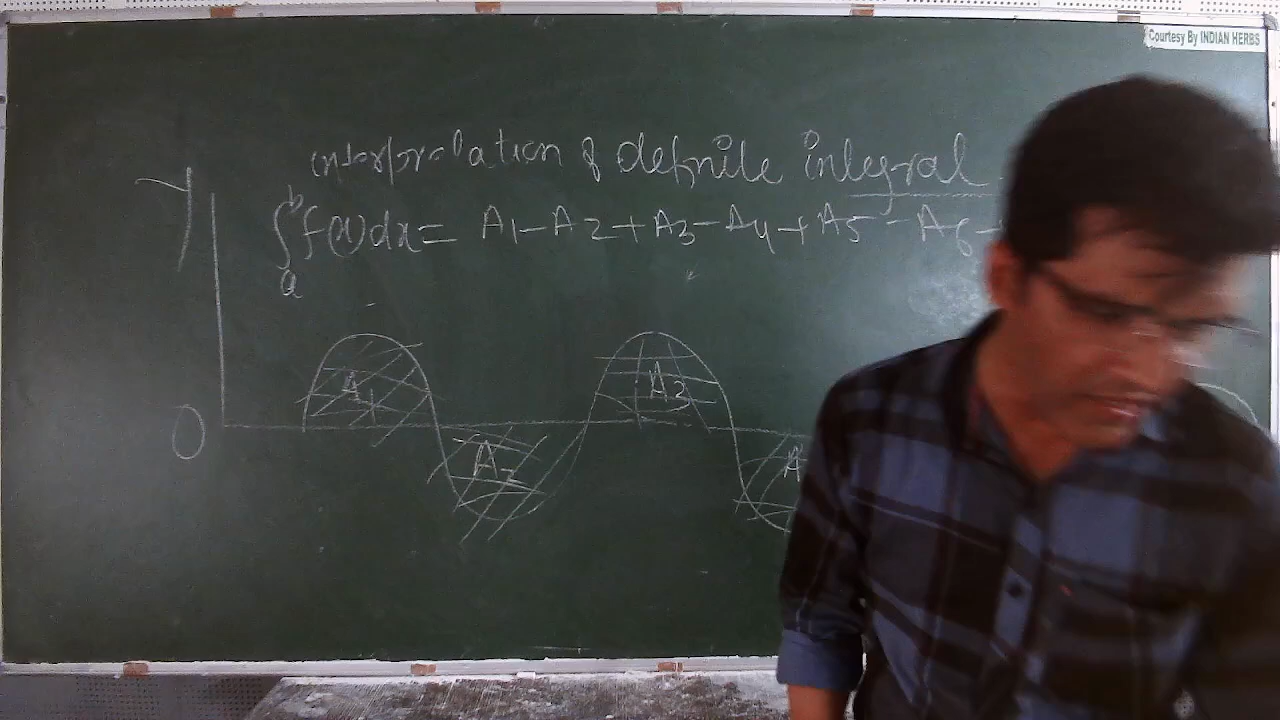 Courtesy By INDIAN HERBS
interpretation of definite integral
y
∫ₐᵇ f(x)dx = A1 - A2 + A3 - A4 + A5 - A6 -
A1
A3
O
A2
A